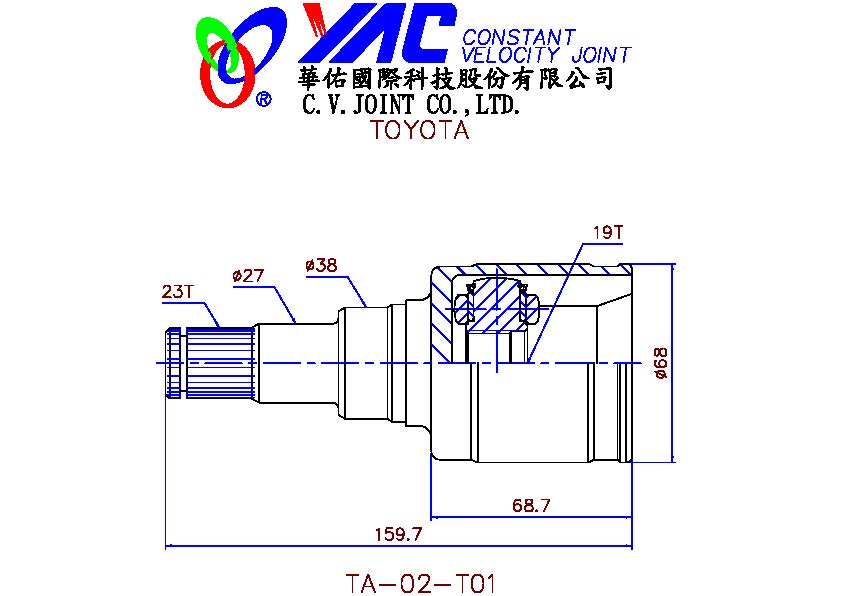 YAC CONSTANT
VELOCITY JOINT
華佑國際科技股份有限公司
® C.V.JOINT CO.,LTD.
TOYOTA
19T
ø38
ø27
23T
ø68
68.7
159.7
TA-02-T01